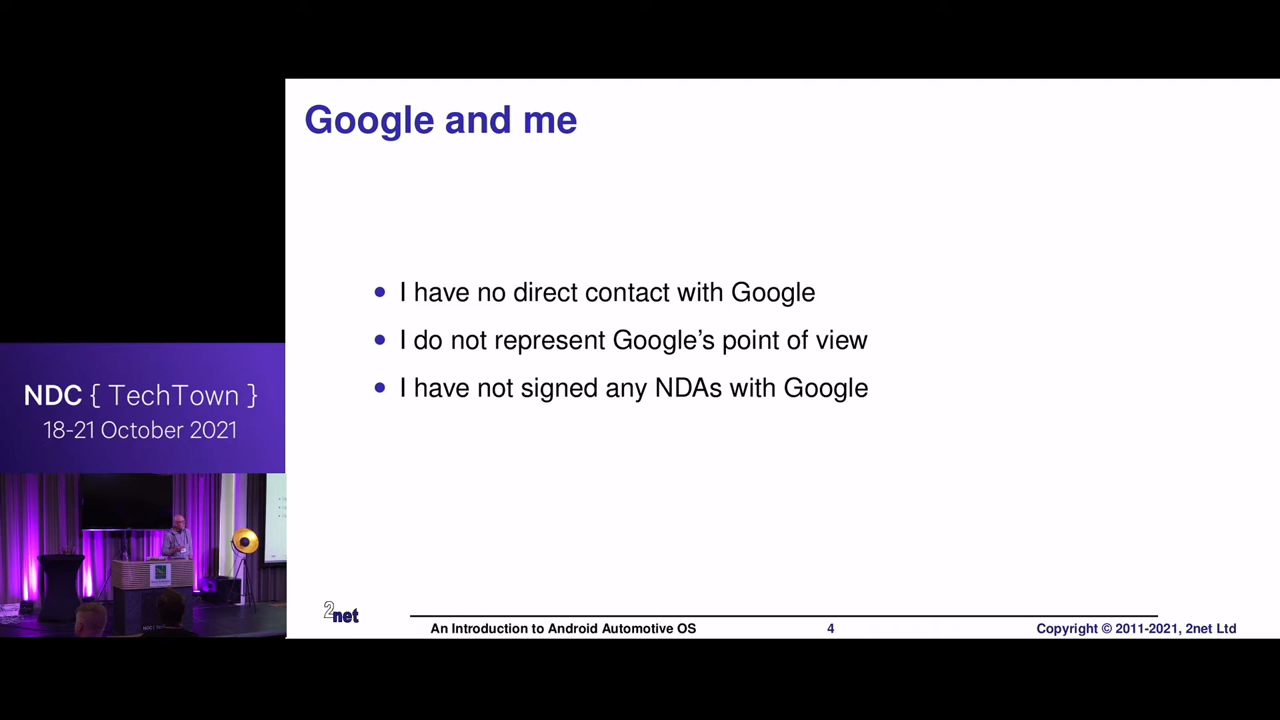 Google and me
• I have no direct contact with Google
• I do not represent Google’s point of view
• I have not signed any NDAs with Google
NDC { TechTown }
18-21 October 2021
2net
An Introduction to Android Automotive OS 4 Copyright © 2011-2021, 2net Ltd